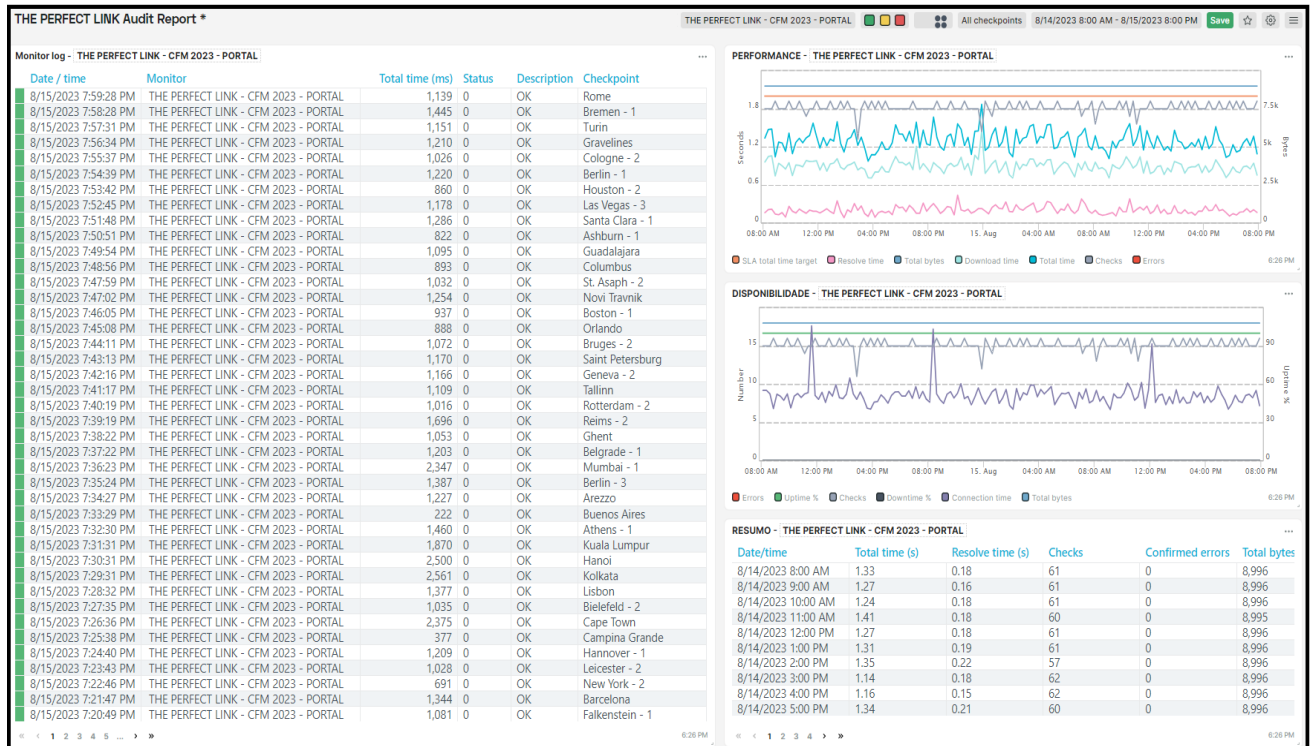 THE PERFECT LINK Audit Report *
THE PERFECT LINK - CFM 2023 - PORTAL
All checkpoints
8/14/2023 8:00 AM - 8/15/2023 8:00 PM
Save
Monitor log - THE PERFECT LINK - CFM 2023 - PORTAL
Date / time Monitor Total time (ms) Status Description Checkpoint
8/15/2023 7:59:28 PM THE PERFECT LINK - CFM 2023 - PORTAL 1,139 0 OK Rome
8/15/2023 7:58:28 PM THE PERFECT LINK - CFM 2023 - PORTAL 1,445 0 OK Bremen - 1
8/15/2023 7:57:31 PM THE PERFECT LINK - CFM 2023 - PORTAL 1,151 0 OK Turin
8/15/2023 7:56:34 PM THE PERFECT LINK - CFM 2023 - PORTAL 1,210 0 OK Gravelines
8/15/2023 7:55:37 PM THE PERFECT LINK - CFM 2023 - PORTAL 1,026 0 OK Cologne - 2
8/15/2023 7:54:39 PM THE PERFECT LINK - CFM 2023 - PORTAL 1,220 0 OK Berlin - 1
8/15/2023 7:53:42 PM THE PERFECT LINK - CFM 2023 - PORTAL 860 0 OK Houston - 2
8/15/2023 7:52:45 PM THE PERFECT LINK - CFM 2023 - PORTAL 1,178 0 OK Las Vegas - 3
8/15/2023 7:51:48 PM THE PERFECT LINK - CFM 2023 - PORTAL 1,286 0 OK Santa Clara - 1
8/15/2023 7:50:51 PM THE PERFECT LINK - CFM 2023 - PORTAL 822 0 OK Ashburn - 1
8/15/2023 7:49:54 PM THE PERFECT LINK - CFM 2023 - PORTAL 1,095 0 OK Guadalajara
8/15/2023 7:48:56 PM THE PERFECT LINK - CFM 2023 - PORTAL 893 0 OK Columbus
8/15/2023 7:47:59 PM THE PERFECT LINK - CFM 2023 - PORTAL 1,032 0 OK St. Asaph - 2
8/15/2023 7:47:02 PM THE PERFECT LINK - CFM 2023 - PORTAL 1,254 0 OK Novi Travnik
8/15/2023 7:46:05 PM THE PERFECT LINK - CFM 2023 - PORTAL 937 0 OK Boston - 1
8/15/2023 7:45:08 PM THE PERFECT LINK - CFM 2023 - PORTAL 888 0 OK Orlando
8/15/2023 7:44:11 PM THE PERFECT LINK - CFM 2023 - PORTAL 1,072 0 OK Bruges - 2
8/15/2023 7:43:13 PM THE PERFECT LINK - CFM 2023 - PORTAL 1,170 0 OK Saint Petersburg
8/15/2023 7:42:16 PM THE PERFECT LINK - CFM 2023 - PORTAL 1,166 0 OK Geneva - 2
8/15/2023 7:41:17 PM THE PERFECT LINK - CFM 2023 - PORTAL 1,109 0 OK Tallinn
8/15/2023 7:40:19 PM THE PERFECT LINK - CFM 2023 - PORTAL 1,016 0 OK Rotterdam - 2
8/15/2023 7:39:19 PM THE PERFECT LINK - CFM 2023 - PORTAL 1,696 0 OK Reims - 2
8/15/2023 7:38:22 PM THE PERFECT LINK - CFM 2023 - PORTAL 1,053 0 OK Ghent
8/15/2023 7:37:22 PM THE PERFECT LINK - CFM 2023 - PORTAL 1,203 0 OK Belgrade - 1
8/15/2023 7:36:23 PM THE PERFECT LINK - CFM 2023 - PORTAL 2,347 0 OK Mumbai - 1
8/15/2023 7:35:24 PM THE PERFECT LINK - CFM 2023 - PORTAL 1,387 0 OK Berlin - 3
8/15/2023 7:34:27 PM THE PERFECT LINK - CFM 2023 - PORTAL 1,227 0 OK Arezzo
8/15/2023 7:33:29 PM THE PERFECT LINK - CFM 2023 - PORTAL 222 0 OK Buenos Aires
8/15/2023 7:32:30 PM THE PERFECT LINK - CFM 2023 - PORTAL 1,460 0 OK Athens - 1
8/15/2023 7:31:31 PM THE PERFECT LINK - CFM 2023 - PORTAL 1,870 0 OK Kuala Lumpur
8/15/2023 7:30:31 PM THE PERFECT LINK - CFM 2023 - PORTAL 2,500 0 OK Hanoi
8/15/2023 7:29:31 PM THE PERFECT LINK - CFM 2023 - PORTAL 2,561 0 OK Kolkata
8/15/2023 7:28:32 PM THE PERFECT LINK - CFM 2023 - PORTAL 1,377 0 OK Lisbon
8/15/2023 7:27:35 PM THE PERFECT LINK - CFM 2023 - PORTAL 1,035 0 OK Bielefeld - 2
8/15/2023 7:26:36 PM THE PERFECT LINK - CFM 2023 - PORTAL 2,375 0 OK Cape Town
8/15/2023 7:25:38 PM THE PERFECT LINK - CFM 2023 - PORTAL 377 0 OK Campina Grande
8/15/2023 7:24:40 PM THE PERFECT LINK - CFM 2023 - PORTAL 1,209 0 OK Hannover - 1
8/15/2023 7:23:43 PM THE PERFECT LINK - CFM 2023 - PORTAL 1,028 0 OK Leicester - 2
8/15/2023 7:22:46 PM THE PERFECT LINK - CFM 2023 - PORTAL 691 0 OK New York - 2
8/15/2023 7:21:47 PM THE PERFECT LINK - CFM 2023 - PORTAL 1,344 0 OK Barcelona
8/15/2023 7:20:49 PM THE PERFECT LINK - CFM 2023 - PORTAL 1,081 0 OK Falkenstein - 1
« ‹ 1 2 3 4 5 ... › »
6:26 PM
PERFORMANCE - THE PERFECT LINK - CFM 2023 - PORTAL
Seconds
1.8
1.2
0.6
0
7.5k
5k
2.5k
0
Bytes
08:00 AM 12:00 PM 04:00 PM 08:00 PM 15. Aug 04:00 AM 08:00 AM 12:00 PM 04:00 PM 08:00 PM
SLA total time target Resolve time Total bytes Download time Total time Checks Errors
6:26 PM
DISPONIBILIDADE - THE PERFECT LINK - CFM 2023 - PORTAL
Number
15
10
5
0
90
60
30
0
Uptime %
08:00 AM 12:00 PM 04:00 PM 08:00 PM 15. Aug 04:00 AM 08:00 AM 12:00 PM 04:00 PM 08:00 PM
Errors Uptime % Checks Downtime % Connection time Total bytes
6:26 PM
RESUMO - THE PERFECT LINK - CFM 2023 - PORTAL
Date/time Total time (s) Resolve time (s) Checks Confirmed errors Total bytes
8/14/2023 8:00 AM 1.33 0.18 61 0 8,996
8/14/2023 9:00 AM 1.27 0.16 61 0 8,996
8/14/2023 10:00 AM 1.24 0.18 61 0 8,996
8/14/2023 11:00 AM 1.41 0.18 60 0 8,995
8/14/2023 12:00 PM 1.27 0.18 61 0 8,996
8/14/2023 1:00 PM 1.31 0.19 61 0 8,996
8/14/2023 2:00 PM 1.35 0.22 57 0 8,996
8/14/2023 3:00 PM 1.14 0.18 62 0 8,996
8/14/2023 4:00 PM 1.16 0.15 62 0 8,996
8/14/2023 5:00 PM 1.34 0.21 60 0 8,996
« ‹ 1 2 3 4 › »
6:26 PM